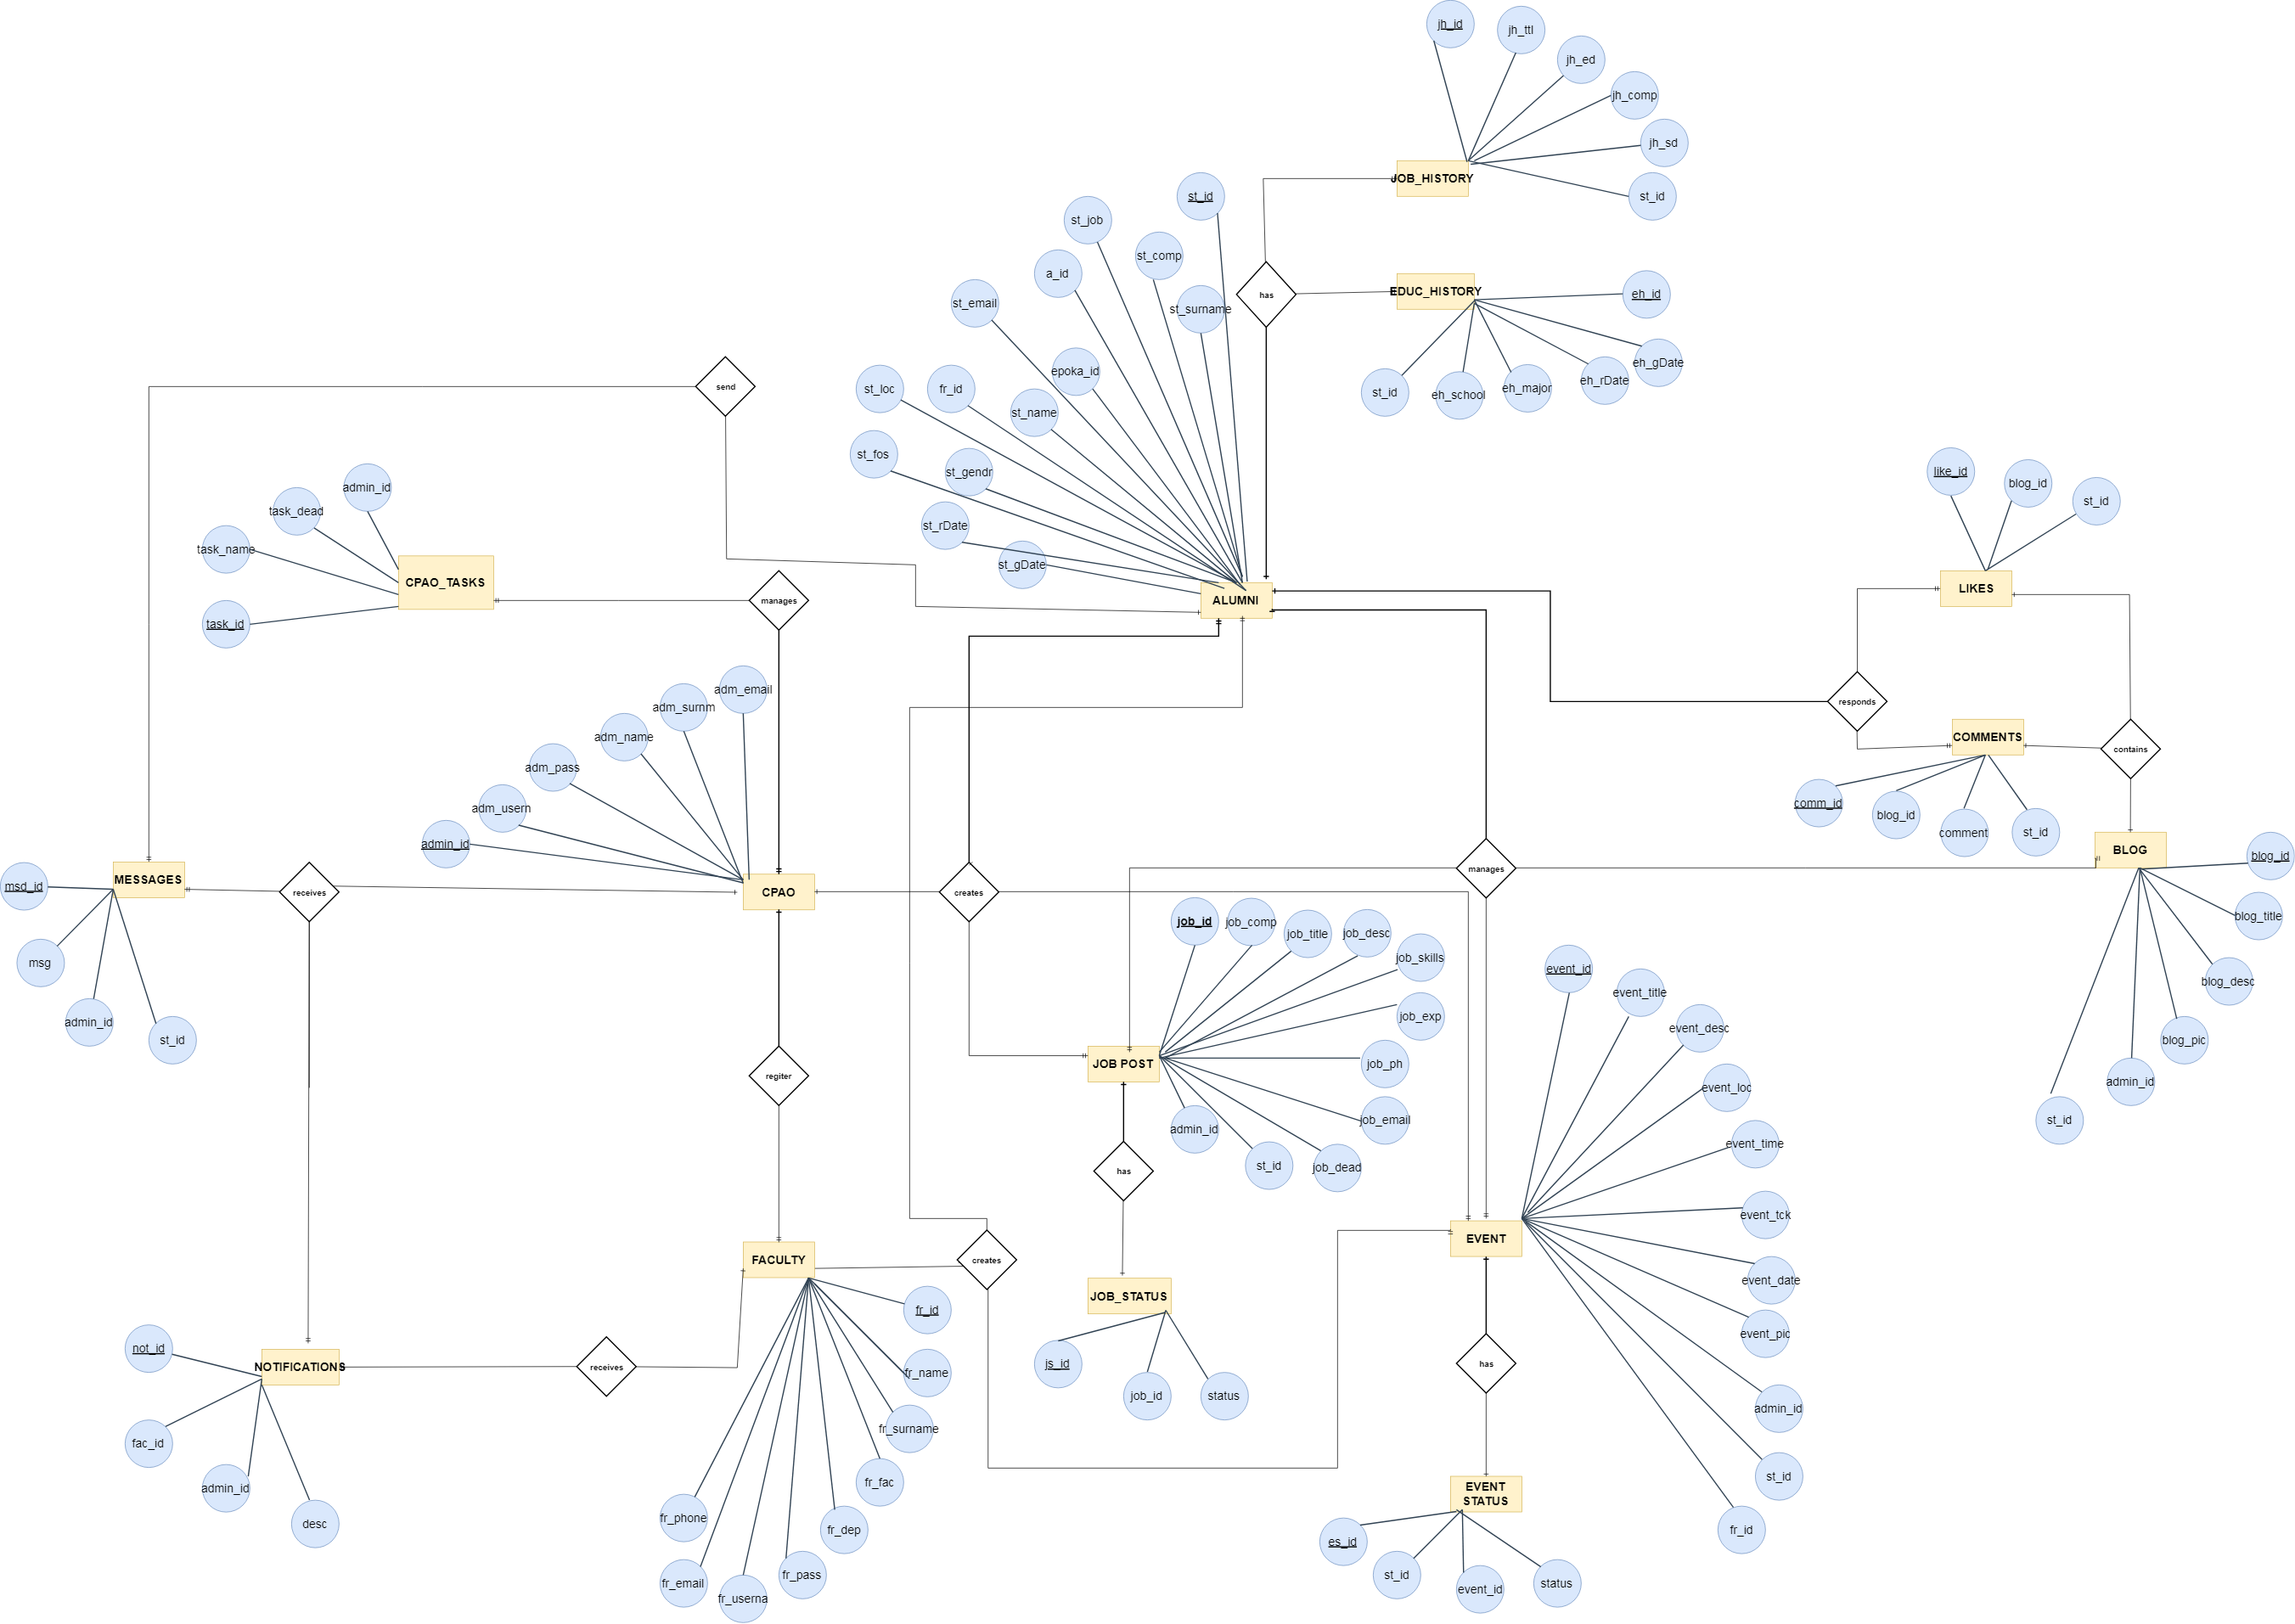 jh_id
jh_ttl
jh_ed
jh_comp
jh_sd
st_id
JOB_HISTORY
st_id
st_job
st_comp
a_id
st_surname
st_email
has
EDUC_HISTORY
eh_id
eh_gDate
eh_rDate
eh_major
eh_school
st_id
send
epoka_id
st_loc
fr_id
st_name
st_fos
st_gendr
st_rDate
st_gDate
ALUMNI
like_id
blog_id
st_id
LIKES
admin_id
task_dead
task_name
CPAO_TASKS
task_id
manages
responds
COMMENTS
contains
comm_id
blog_id
comment
st_id
adm_email
adm_surnm
adm_name
adm_pass
adm_usern
admin_id
BLOG
blog_id
blog_title
blog_desc
blog_pic
admin_id
st_id
MESSAGES
msd_id
msg
admin_id
st_id
receives
CPAO
creates
manages
job_id
job_comp
job_title
job_desc
job_skills
job_exp
job_ph
job_email
job_dead
st_id
admin_id
JOB POST
event_id
event_title
event_desc
event_loc
event_time
event_tck
event_date
event_pic
admin_id
st_id
fr_id
regiter
has
EVENT
FACULTY
creates
JOB_STATUS
js_id
job_id
status
fr_id
fr_name
fr_surname
fr_fac
fr_dep
fr_pass
fr_userna
fr_email
fr_phone
not_id
NOTIFICATIONS
receives
fac_id
admin_id
desc
has
EVENT
STATUS
es_id
st_id
event_id
status